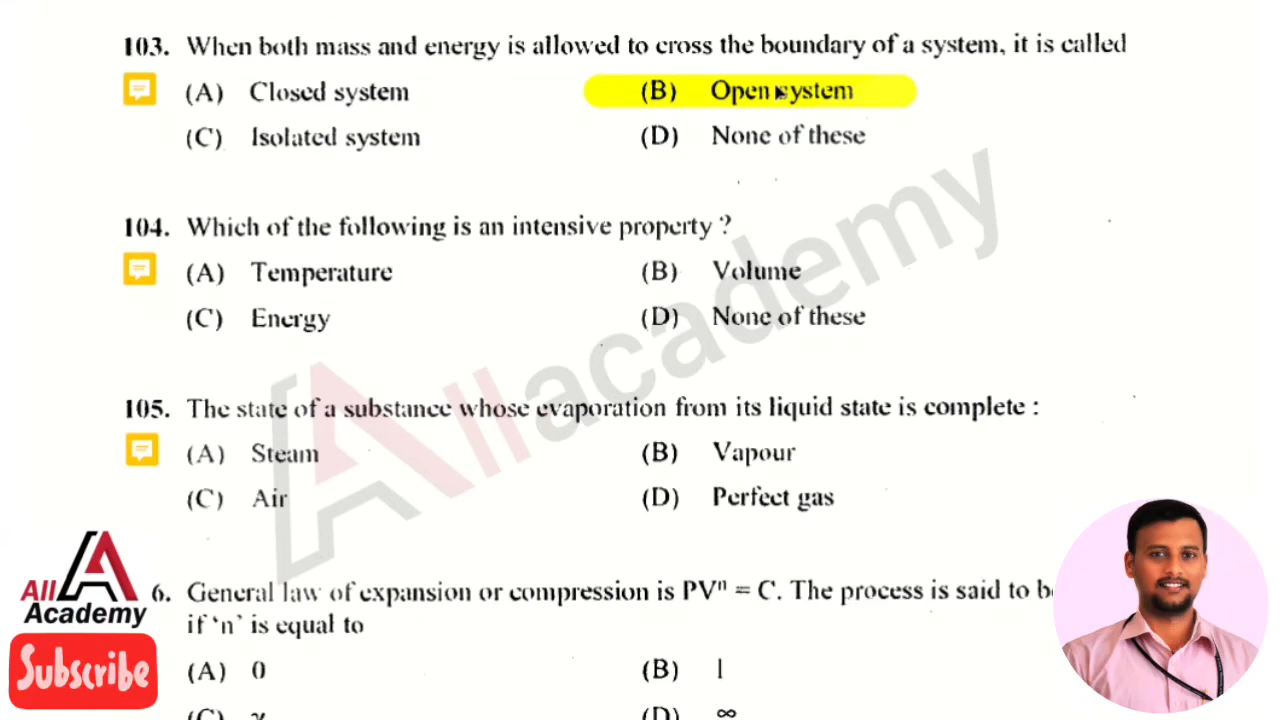 103. When both mass and energy is allowed to cross the boundary of a system, it is called
(A) Closed system (B) Open system
(C) Isolated system (D) None of these
104. Which of the following is an intensive property ?
(A) Temperature (B) Volume
(C) Energy (D) None of these
105. The state of a substance whose evaporation from its liquid state is complete :
(A) Steam (B) Vapour
(C) Air (D) Perfect gas
6. General law of expansion or compression is PVⁿ = C. The process is said to b
if 'n' is equal to
(A) 0 (B) 1
(C) γ (D) ∞
All academy
All Academy
Subscribe